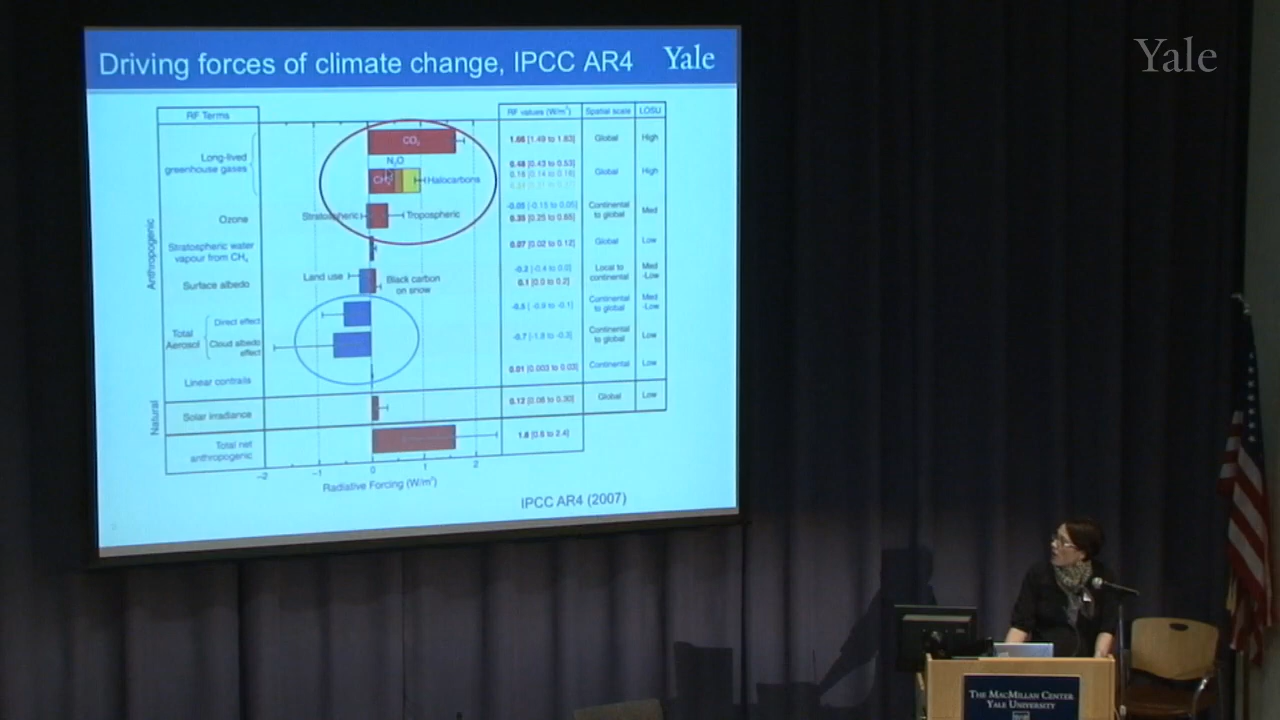 Driving forces of climate change, IPCC AR4
Yale
Yale
RF Terms
RF values (W/m²)
Spatial scale
LOSU
Anthropogenic
Long-lived
greenhouse gases
CO₂
1.66 [1.49 to 1.83]
Global
High
N₂O
CH₄
Halocarbons
0.48 [0.43 to 0.53]
0.16 [0.14 to 0.18]
Global
High
Ozone
Stratospheric
Tropospheric
-0.05 [-0.15 to 0.05]
0.35 [0.25 to 0.65]
Continental
to global
Med
Stratospheric water
vapour from CH₄
0.07 [0.02 to 0.12]
Global
Low
Surface albedo
Land use
Black carbon
on snow
-0.2 [-0.4 to 0.0]
0.1 [0.0 to 0.2]
Local to
continental
Med
-Low
Total
Aerosol
Direct effect
-0.5 [-0.9 to -0.1]
Continental
to global
Med
-Low
Cloud albedo
effect
-0.7 [-1.8 to -0.3]
Continental
to global
Low
Linear contrails
0.01 [0.003 to 0.03]
Continental
Low
Natural
Solar irradiance
0.12 [0.06 to 0.30]
Global
Low
Total net
anthropogenic
1.6 [0.6 to 2.4]
-2 -1 0 1 2
Radiative Forcing (W/m²)
IPCC AR4 (2007)
THE MACMILLAN CENTER
YALE UNIVERSITY